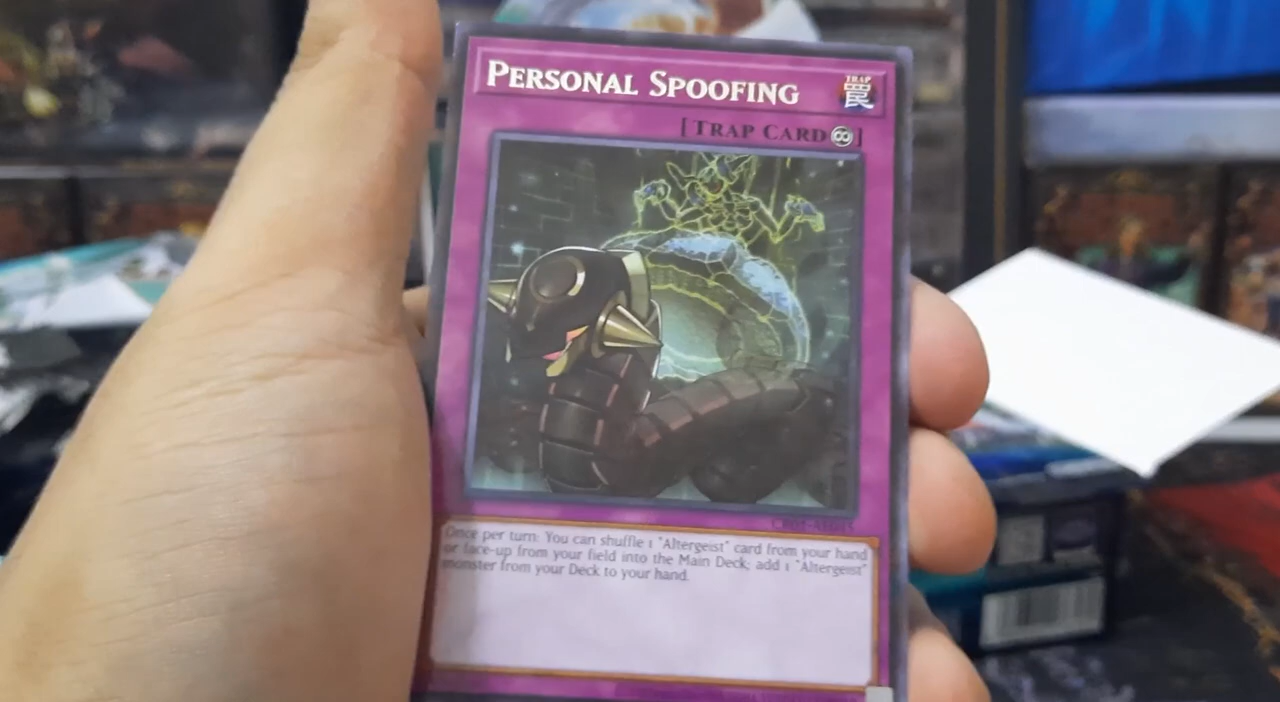 PERSONAL SPOOFING
TRAP
罠
[TRAP CARD ]
Once per turn: You can shuffle 1 "Altergeist" card from your hand
or face-up from your field into the Main Deck; add 1 "Altergeist"
monster from your Deck to your hand.